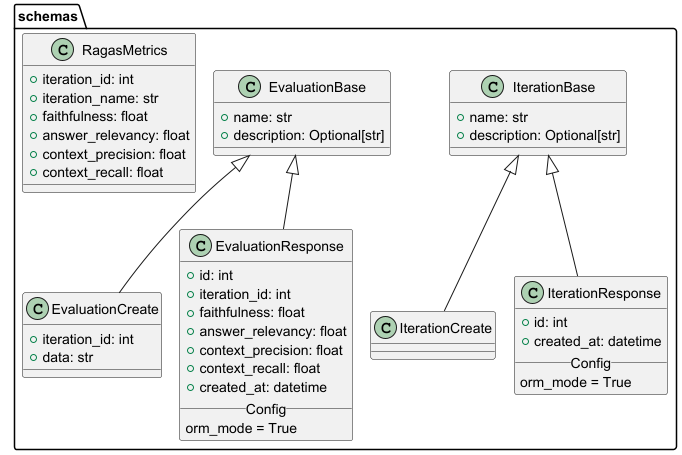 schemas
C RagasMetrics
iteration_id: int
iteration_name: str
faithfulness: float
answer_relevancy: float
context_precision: float
context_recall: float
C EvaluationBase
name: str
description: Optional[str]
C IterationBase
name: str
description: Optional[str]
C EvaluationCreate
iteration_id: int
data: str
C EvaluationResponse
id: int
iteration_id: int
faithfulness: float
answer_relevancy: float
context_precision: float
context_recall: float
created_at: datetime
Config
orm_mode = True
C IterationCreate
C IterationResponse
id: int
created_at: datetime
Config
orm_mode = True